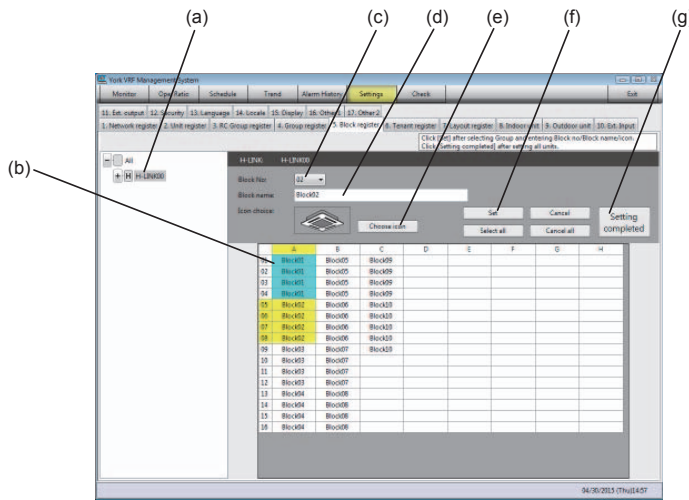 (a)
(c)
(d)
(e)
(f)
(g
York VRF Management System
Monitor Ope. Ratio Schedule Trend Alarm History Settings Check Exit
11. Ext. output 12. Security 13. Language 14. Locale 15. Display 16. Others 17. Other 2
1. Network register 2. Unit register 3. RC Group register 4. Group register 5. Block register 6. Tenant register 7. Layout register 8. Indoor unit 9. Outdoor unit 10. Ext. Input
Click [Set] after selecting Group and entering Block no/Block name/icon.
Click [Setting completed] after setting all units.
(b)
All
H H-LINK00
H-LINK: H-LINK00
Block No: 02
Block name Block02
Icon choice:
Choose icon
Set Cancel
Select all Cancel all
Setting
completed
A B C D E F G H
01 Block01 Block05 Block09
02 Block01 Block05 Block09
03 Block01 Block05 Block09
04 Block01 Block05 Block09
05 Block02 Block06 Block10
06 Block02 Block06 Block10
07 Block02 Block06 Block10
08 Block02 Block06 Block10
09 Block03 Block07 Block10
10 Block03 Block07
11 Block03 Block07
12 Block03 Block07
13 Block04 Block08
14 Block04 Block08
15 Block04 Block08
16 Block04 Block08
04/30/2015 (Thu)14:57